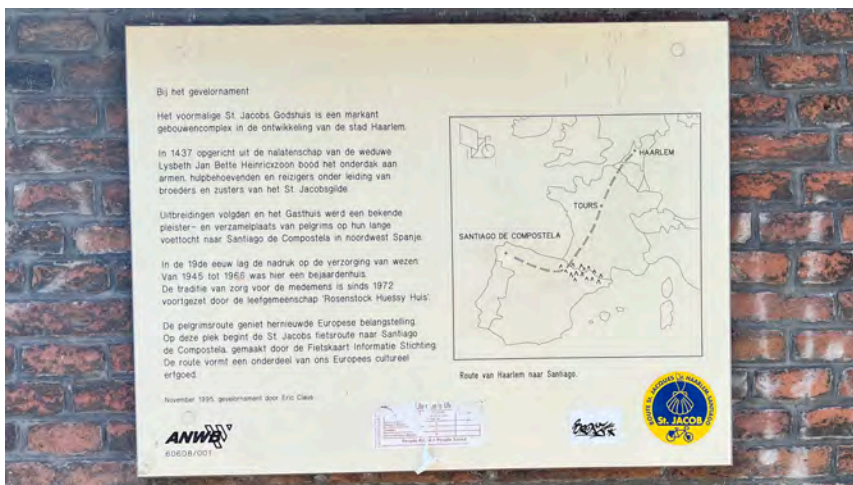 Bij het gevelornament
Het voormalige St. Jacobs Godshuis is een markant
gebouwencomplex in de ontwikkeling van de stad Haarlem.
In 1437 opgericht uit de nalatenschap van de weduwe
Lysbeth Jan Bette Heinricxzoon bood het onderdak aan
armen, hulpbehoevenden en reizigers onder leiding van
broeders en zusters van het St. Jacobsgilde.
Uitbreidingen volgden en het Gasthuis werd een bekende
pleister- en verzamelplaats van pelgrims op hun lange
voettocht naar Santiago de Compostela in noordwest Spanje.
In de 19de eeuw lag de nadruk op de verzorging van wezen.
Van 1945 tot 1966 was hier een bejaardenhuis.
De traditie van zorg voor de medemens is sinds 1972
voortgezet door de leefgemeenschap 'Rosenstock Huessy Huis'.
De pelgrimsroute geniet hernieuwde Europese belangstelling.
Op deze plek begint de St. Jacobs fietsroute naar Santiago
de Compostela, gemaakt door de Fietskaart Informatie Stichting.
De route vormt een onderdeel van ons Europees cultureel
erfgoed.
November 1995, gevelornament door Eric Claus
ANWB
60608/001
HAARLEM
TOURS
SANTIAGO DE COMPOSTELA
Route van Haarlem naar Santiago.
ROUTE ST. JACQUES HAARLEM-SANTIAGO
St. JACOB